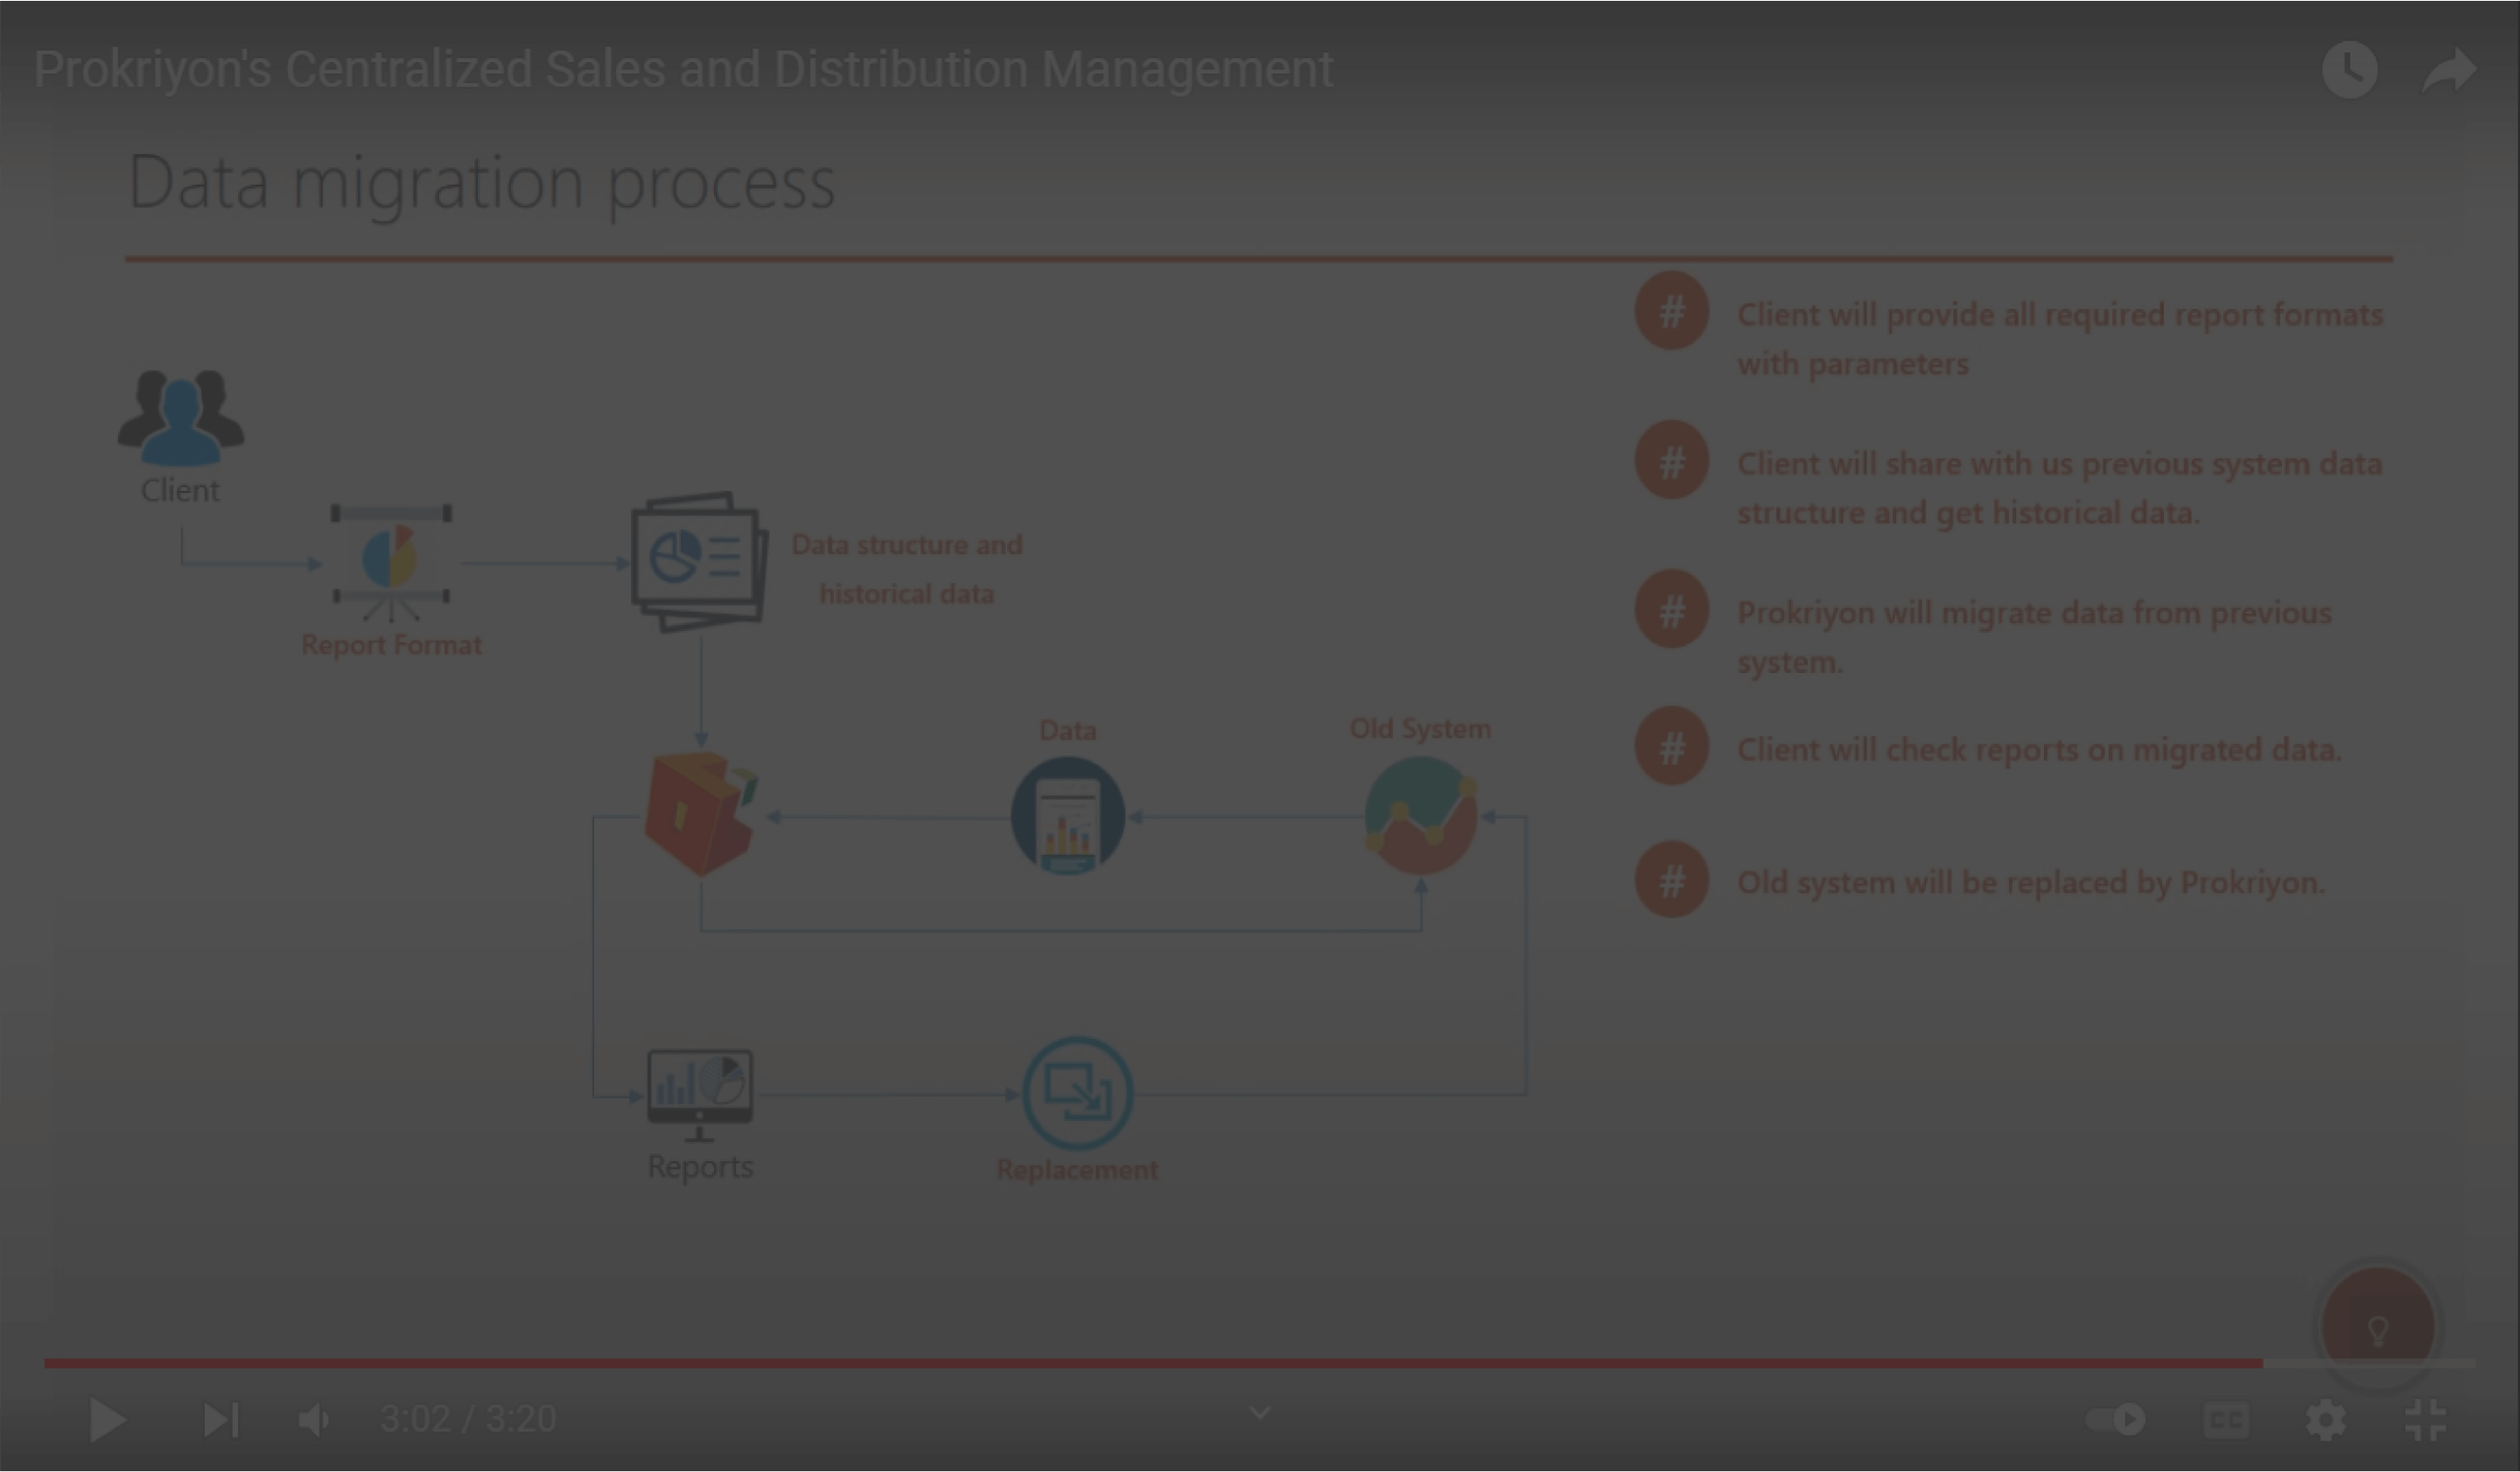 Prokriyon's Centralized Sales and Distribution Management
Data migration process
Client
Report Format
Data structure and
historical data
Data
Old System
Reports
Replacement
# Client will provide all required report formats
with parameters
# Client will share with us previous system data
structure and get historical data.
# Prokriyon will migrate data from previous
system.
# Client will check reports on migrated data.
# Old system will be replaced by Prokriyon.
3:02 / 3:20
CC